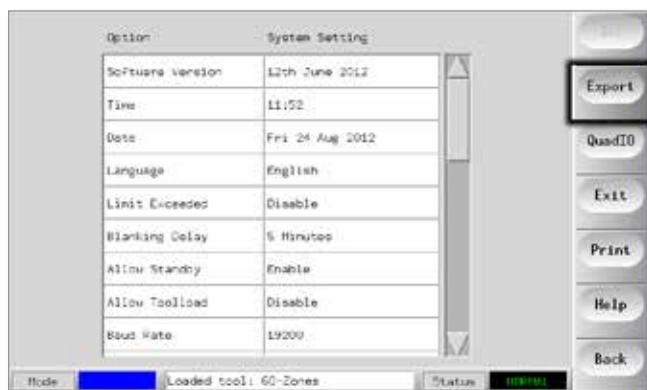 Option System Setting
Software Version 12th June 2012
Time 11:52
Date Fri 24 Aug 2012
Language English
Limit Exceeded Disable
Blanking Delay 5 Minutes
Allow Standby Enable
Allow Toolload Disable
Baud Rate 19200
Export
QuadIO
Exit
Print
Help
Back
Mode Loaded tool: 60-Zones Status NORMAL